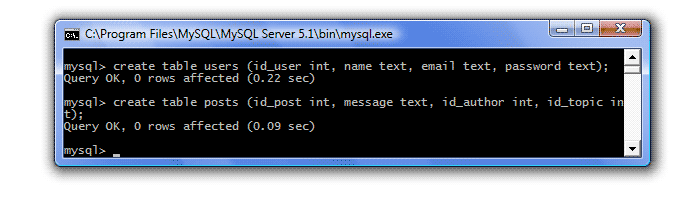 C:\Program Files\MySQL\MySQL Server 5.1\bin\mysql.exe
mysql> create table users (id_user int, name text, email text, password text);
Query OK, 0 rows affected (0.22 sec)
mysql> create table posts (id_post int, message text, id_author int, id_topic in
t);
Query OK, 0 rows affected (0.09 sec)
mysql> _